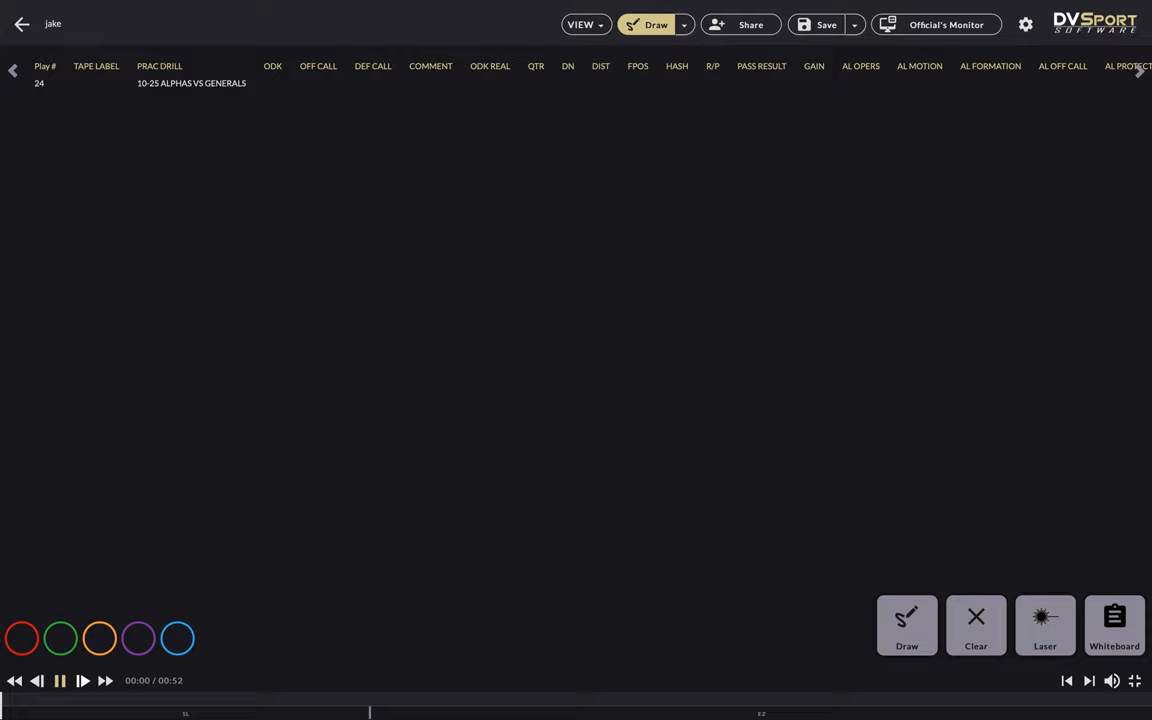 jake
VIEW
Draw
Share
Save
Official's Monitor
DVSPORT
SOFTWARE
Play # TAPE LABEL PRAC DRILL ODK OFF CALL DEF CALL COMMENT ODK REAL QTR DN DIST FPOS HASH R/P PASS RESULT GAIN AL OPERS AL MOTION AL FORMATION AL OFF CALL AL PROTECT
24 10-25 ALPHAS VS GENERALS
Draw
Clear
Laser
Whiteboard
00:00 / 00:52
SL
EZ